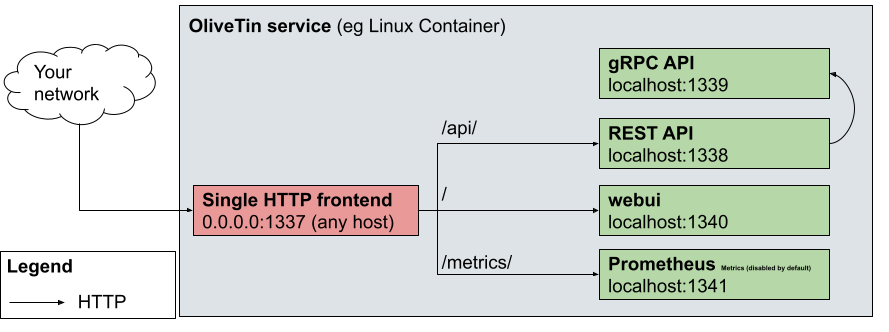 OliveTin service (eg Linux Container)
Your
network
gRPC API
localhost:1339
/api/
REST API
localhost:1338
Single HTTP frontend
0.0.0.0:1337 (any host)
/
webui
localhost:1340
/metrics/
Prometheus Metrics (disabled by default)
localhost:1341
Legend
HTTP